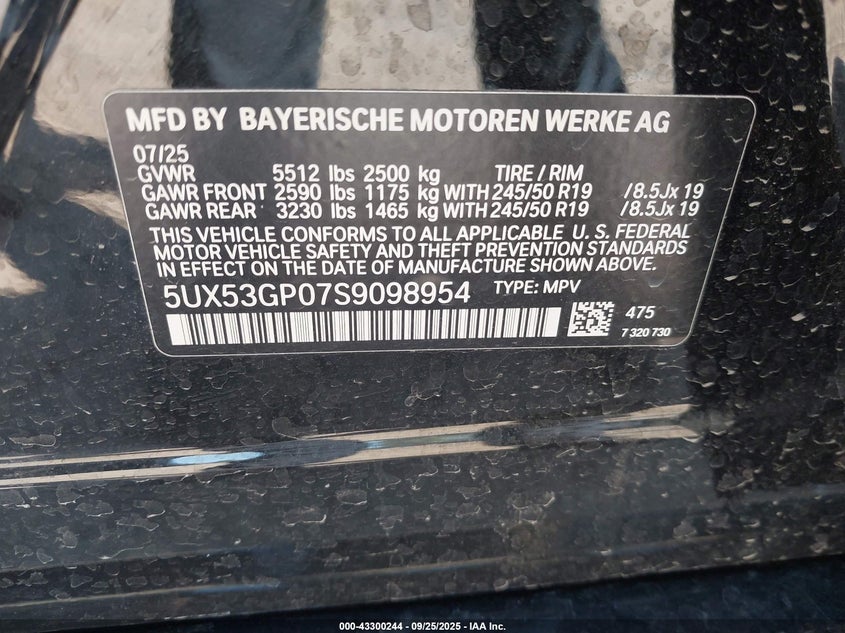 MFD BY BAYERISCHE MOTOREN WERKE AG
07/25
GVWR 5512 lbs 2500 kg TIRE / RIM
GAWR FRONT 2590 lbs 1175 kg WITH 245/50 R19 /8.5Jx 19
GAWR REAR 3230 lbs 1465 kg WITH 245/50 R19 /8.5Jx 19
THIS VEHICLE CONFORMS TO ALL APPLICABLE U. S. FEDERAL
MOTOR VEHICLE SAFETY AND THEFT PREVENTION STANDARDS
IN EFFECT ON THE DATE OF MANUFACTURE SHOWN ABOVE.
5UX53GP07S9098954 TYPE: MPV
475
7 320 730
000-43300244 - 09/25/2025 - IAA Inc.